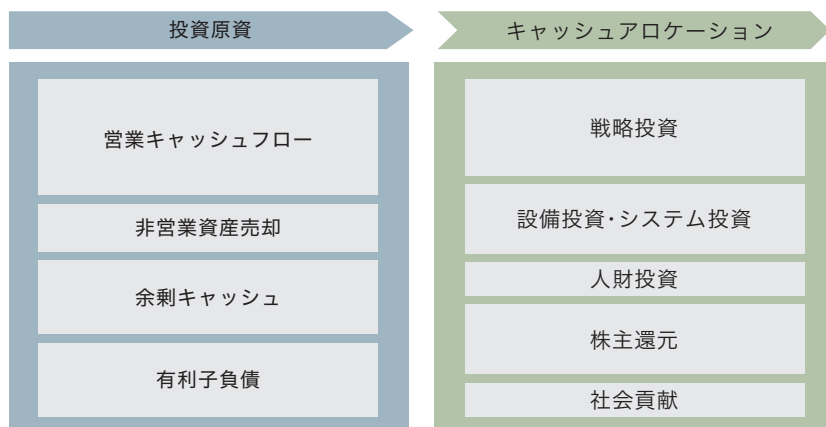 投資原資
営業キャッシュフロー
非営業資産売却
余剰キャッシュ
有利子負債
キャッシュアロケーション
戦略投資
設備投資・システム投資
人財投資
株主還元
社会貢献